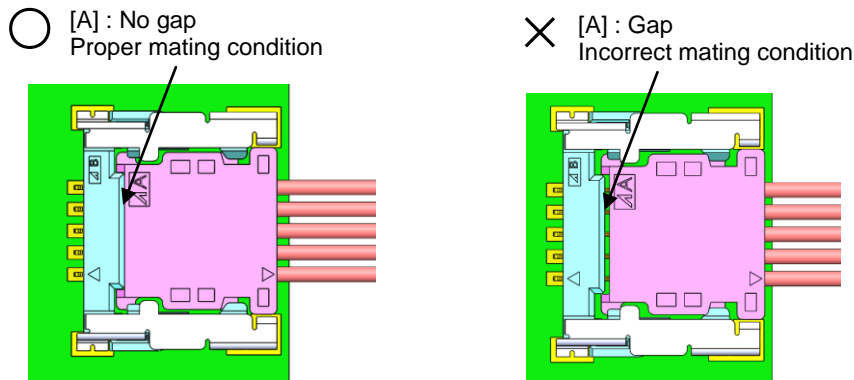 [A] : No gap
Proper mating condition
[A] : Gap
Incorrect mating condition
B
A
B
A